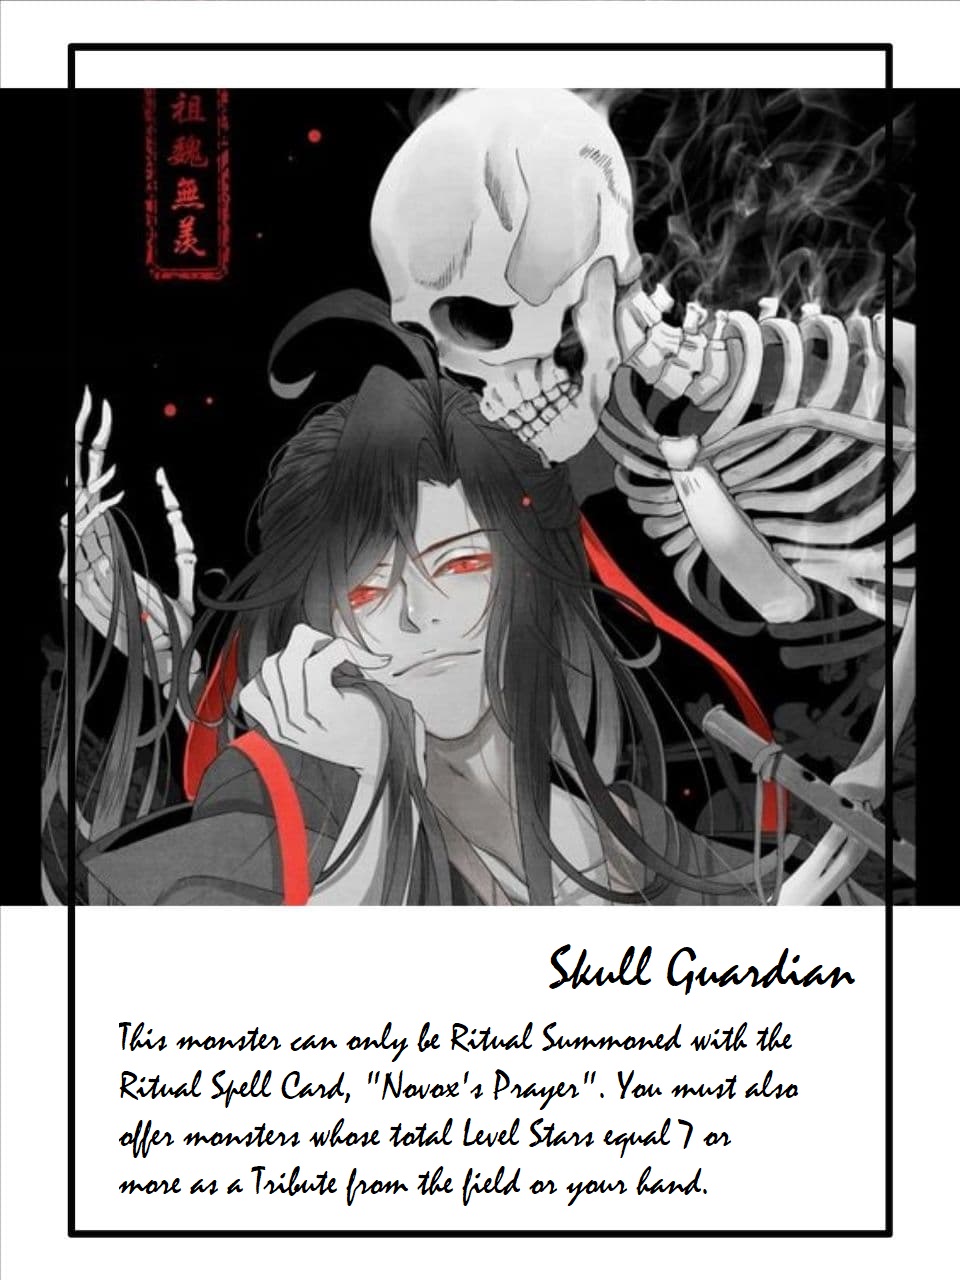 祖魏無羨
Skull Guardian
This monster can only be Ritual Summoned with the
Ritual Spell Card, "Novox's Prayer". You must also
offer monsters whose total Level Stars equal 7 or
more as a Tribute from the field or your hand.